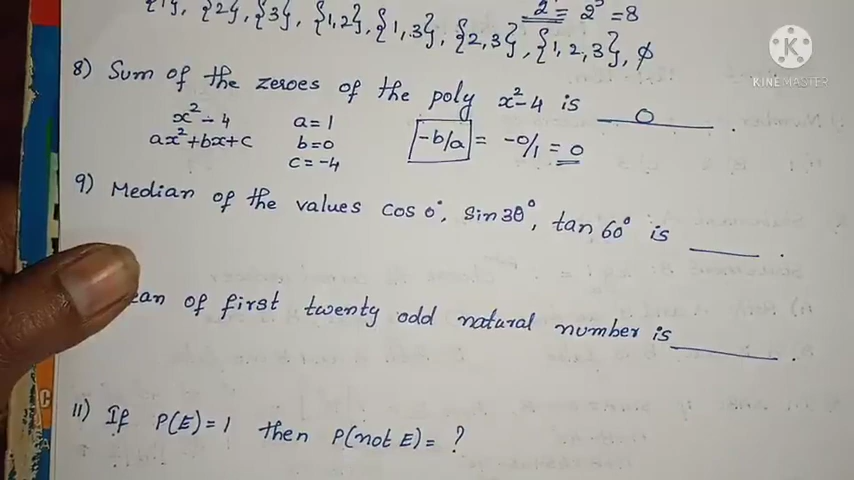 {1}, {2}, {3}, {1,2}, {1,3}, {2,3}, {1,2,3}, ϕ
= 2³ = 8
KINEMASTER
8) Sum of the zeroes of the poly x²-4 is 0 .
x²-4 a=1
ax²+bx+c b=0 -b/a = -0/1 = 0
c=-4
9) Median of the values cos 0°, sin 30°, tan 60° is ____ .
of first twenty odd natural number is ____ .
11) If P(E)=1 then P(not E)= ?